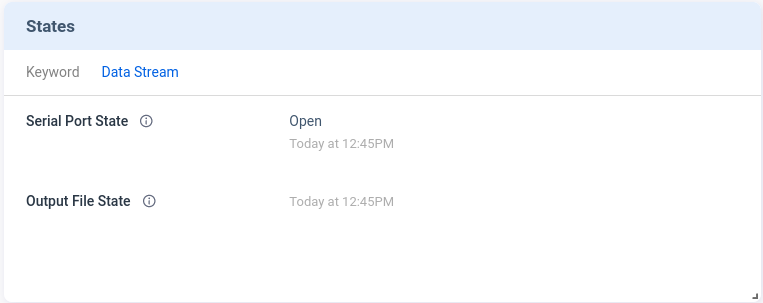 States
Keyword Data Stream
Serial Port State Open
Today at 12:45PM
Output File State Today at 12:45PM